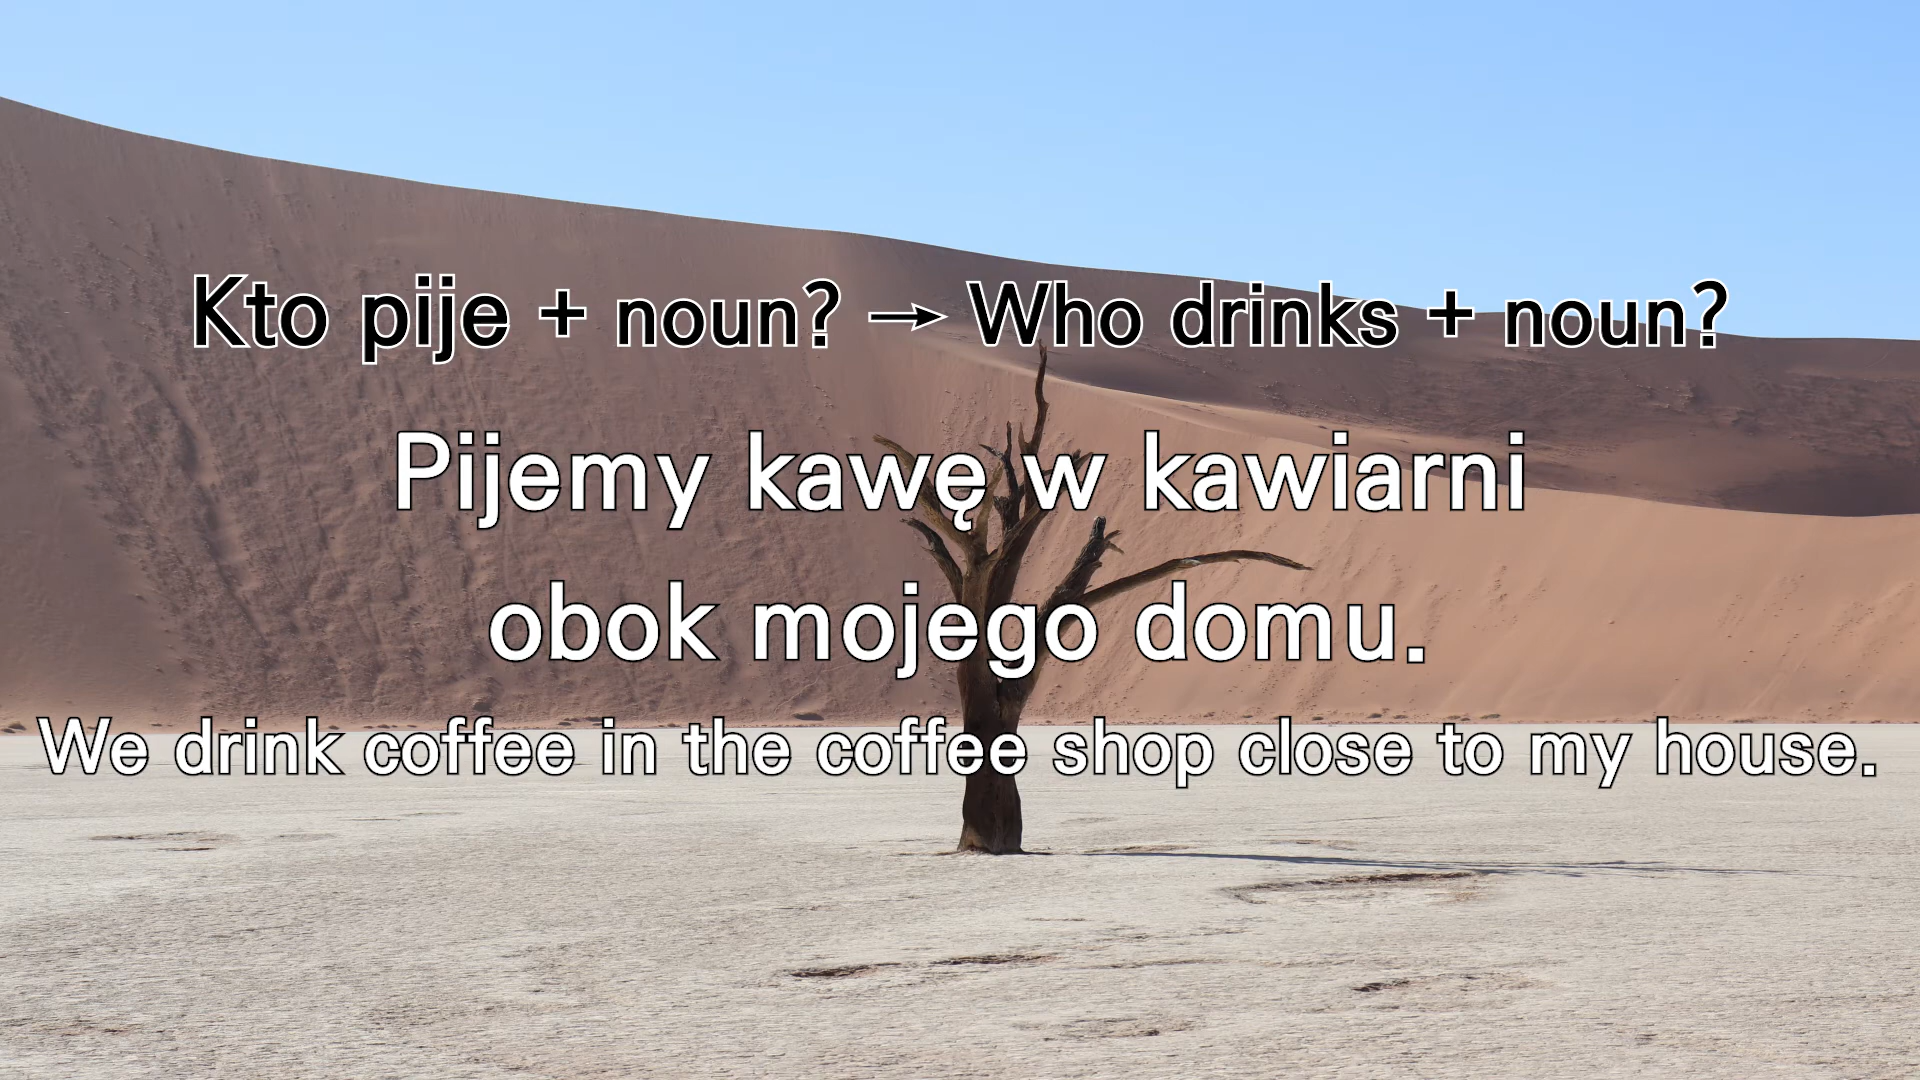 Kto pije + noun? → Who drinks + noun?
Pijemy kawę w kawiarni
obok mojego domu.
We drink coffee in the coffee shop close to my house.